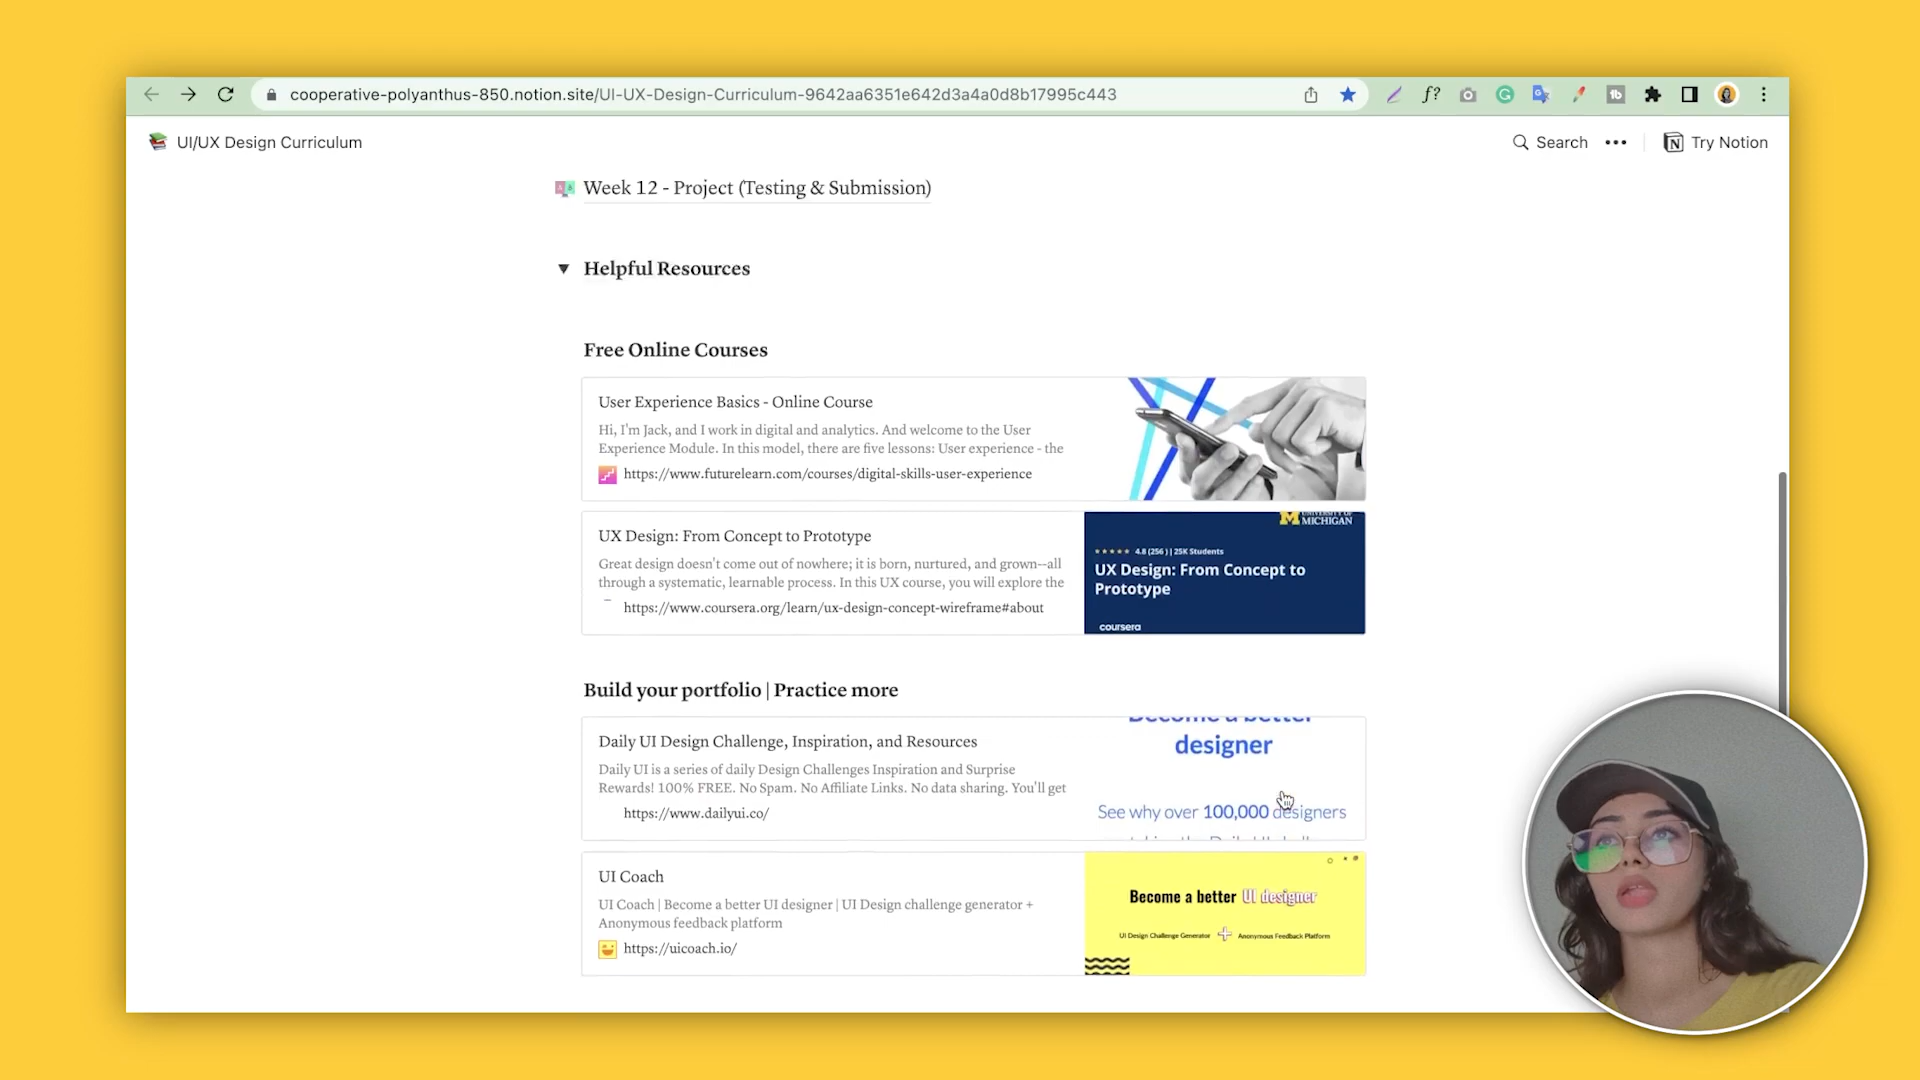 cooperative-polyanthus-850.notion.site/UI-UX-Design-Curriculum-9642aa6351e642d3a4a0d8b17995c443
f?
UI/UX Design Curriculum
Search
Try Notion
Week 12 - Project (Testing & Submission)
Helpful Resources
Free Online Courses
User Experience Basics - Online Course
Hi, I'm Jack, and I work in digital and analytics. And welcome to the User
Experience Module. In this model, there are five lessons: User experience - the
https://www.futurelearn.com/courses/digital-skills-user-experience
UX Design: From Concept to Prototype
Great design doesn't come out of nowhere; it is born, nurtured, and grown--all
through a systematic, learnable process. In this UX course, you will explore the
https://www.coursera.org/learn/ux-design-concept-wireframe#about
UNIVERSITY OF
MICHIGAN
4.8 (256 ) | 25K Students
UX Design: From Concept to
Prototype
coursera
Build your portfolio | Practice more
Daily UI Design Challenge, Inspiration, and Resources
Daily UI is a series of daily Design Challenges Inspiration and Surprise
Rewards! 100% FREE. No Spam. No Affiliate Links. No data sharing. You'll get
https://www.dailyui.co/
Become a better
designer
See why over 100,000 designers
UI Coach
UI Coach | Become a better UI designer | UI Design challenge generator +
Anonymous feedback platform
https://uicoach.io/
Become a better UI designer
UI Design Challenge Generator + Anonymous Feedback Platform